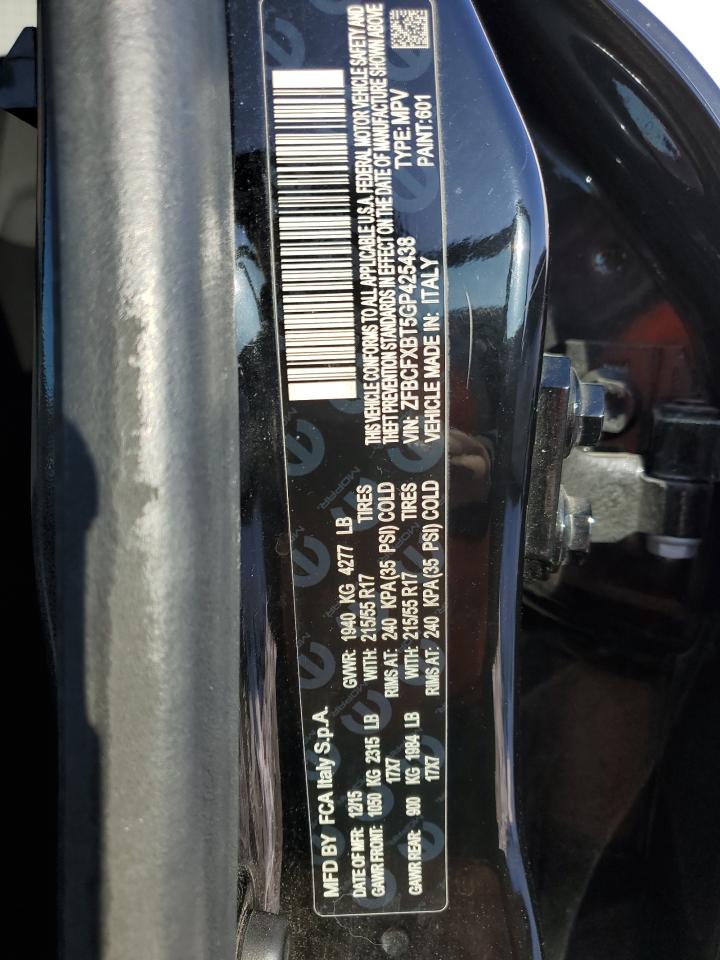 MFD BY FCA Italy S.p.A.
DATE OF MFR: 12/15 GVWR: 1940 KG 4277 LB
GAWR FRONT: 1050 KG 2315 LB WITH: 215/55 R17 TIRES
17X7 RIMS AT: 240 KPA(35 PSI) COLD
GAWR REAR: 900 KG 1984 LB WITH: 215/55 R17 TIRES
17X7 RIMS AT: 240 KPA(35 PSI) COLD
THIS VEHICLE CONFORMS TO ALL APPLICABLE U.S.A. FEDERAL MOTOR VEHICLE SAFETY AND
THEFT PREVENTION STANDARDS IN EFFECT ON THE DATE OF MANUFACTURE SHOWN ABOVE
VIN: ZFBCFXBT5GP425438 TYPE: MPV
VEHICLE MADE IN: ITALY PAINT: 601
MOPAR